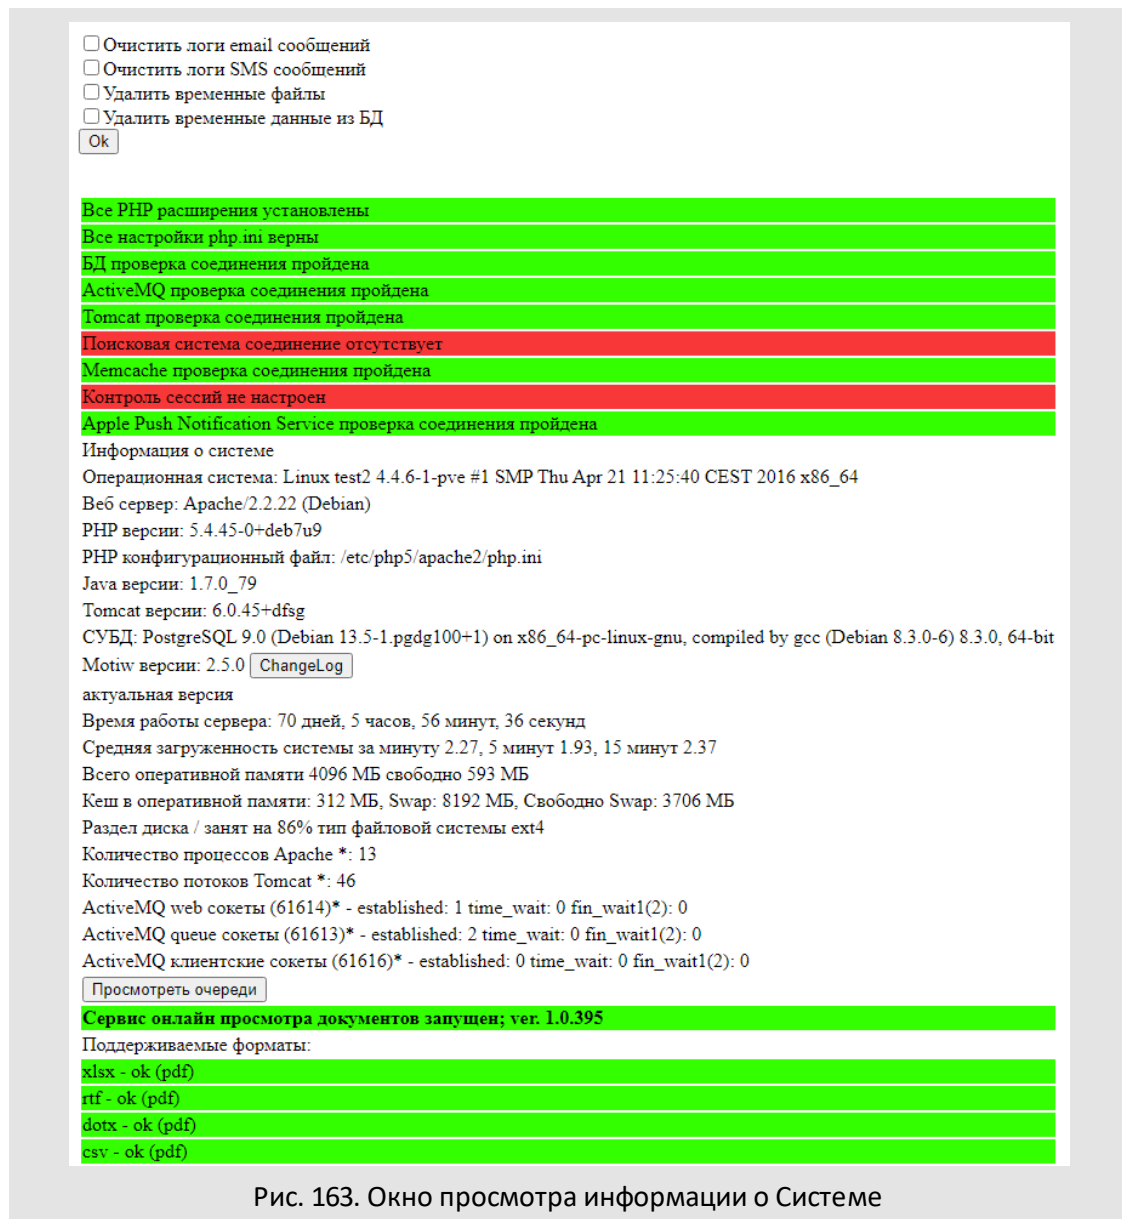 Очистить логи email сообщений
Очистить логи SMS сообщений
Удалить временные файлы
Удалить временные данные из БД
Ok
Все PHP расширения установлены
Все настройки php.ini верны
БД проверка соединения пройдена
ActiveMQ проверка соединения пройдена
Tomcat проверка соединения пройдена
Поисковая система соединение отсутствует
Memcache проверка соединения пройдена
Контроль сессий не настроен
Apple Push Notification Service проверка соединения пройдена
Информация о системе
Операционная система: Linux test2 4.4.6-1-pve #1 SMP Thu Apr 21 11:25:40 CEST 2016 x86_64
Веб сервер: Apache/2.2.22 (Debian)
PHP версии: 5.4.45-0+deb7u9
PHP конфигурационный файл: /etc/php5/apache2/php.ini
Java версии: 1.7.0_79
Tomcat версии: 6.0.45+dfsg
СУБД: PostgreSQL 9.0 (Debian 13.5-1.pgdg100+1) on x86_64-pc-linux-gnu, compiled by gcc (Debian 8.3.0-6) 8.3.0, 64-bit
Motiw версии: 2.5.0 ChangeLog
актуальная версия
Время работы сервера: 70 дней, 5 часов, 56 минут, 36 секунд
Средняя загруженность системы за минуту 2.27, 5 минут 1.93, 15 минут 2.37
Всего оперативной памяти 4096 МБ свободно 593 МБ
Кеш в оперативной памяти: 312 МБ, Swap: 8192 МБ, Свободно Swap: 3706 МБ
Раздел диска / занят на 86% тип файловой системы ext4
Количество процессов Apache *: 13
Количество потоков Tomcat *: 46
ActiveMQ web сокеты (61614)* - established: 1 time_wait: 0 fin_wait1(2): 0
ActiveMQ queue сокеты (61613)* - established: 2 time_wait: 0 fin_wait1(2): 0
ActiveMQ клиентские сокеты (61616)* - established: 0 time_wait: 0 fin_wait1(2): 0
Просмотреть очереди
Сервис онлайн просмотра документов запущен; ver. 1.0.395
Поддерживаемые форматы:
xlsx - ok (pdf)
rtf - ok (pdf)
dotx - ok (pdf)
csv - ok (pdf)
Рис. 163. Окно просмотра информации о Системе